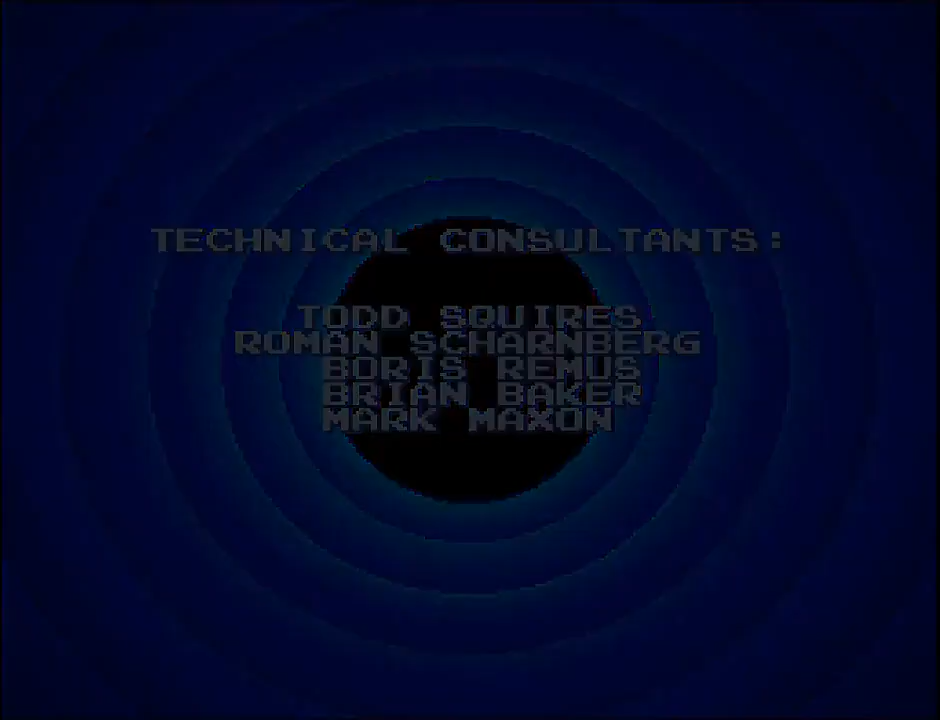 TECHNICAL CONSULTANTS:
TODD SQUIRES
ROMAN SCHARNBERG
BORIS REMUS
BRIAN BAKER
MARK MAXON